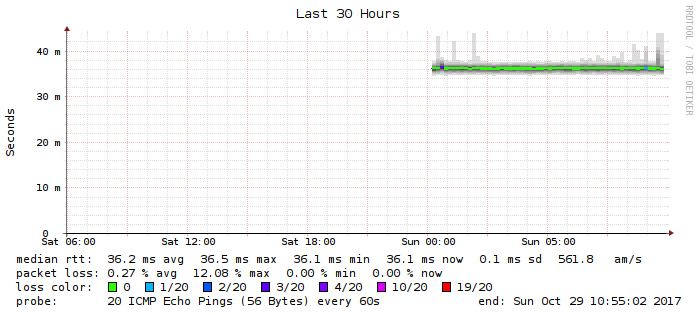 Last 30 Hours
RRDTOOL / TOBI OETIKER
Seconds
40 m
30 m
20 m
10 m
0
Sat 06:00 Sat 12:00 Sat 18:00 Sun 00:00 Sun 05:00
median rtt: 36.2 ms avg 36.5 ms max 36.1 ms min 36.1 ms now 0.1 ms sd 561.8 am/s
packet loss: 0.27 % avg 12.08 % max 0.00 % min 0.00 % now
loss color: 0 1/20 2/20 3/20 4/20 10/20 19/20
probe: 20 ICMP Echo Pings (56 Bytes) every 60s end: Sun Oct 29 10:55:02 2017